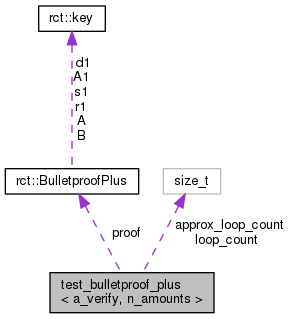 rct::key
d1
A1
s1
r1
A
B
rct::BulletproofPlus
size_t
proof
approx_loop_count
loop_count
test_bulletproof_plus
< a_verify, n_amounts >